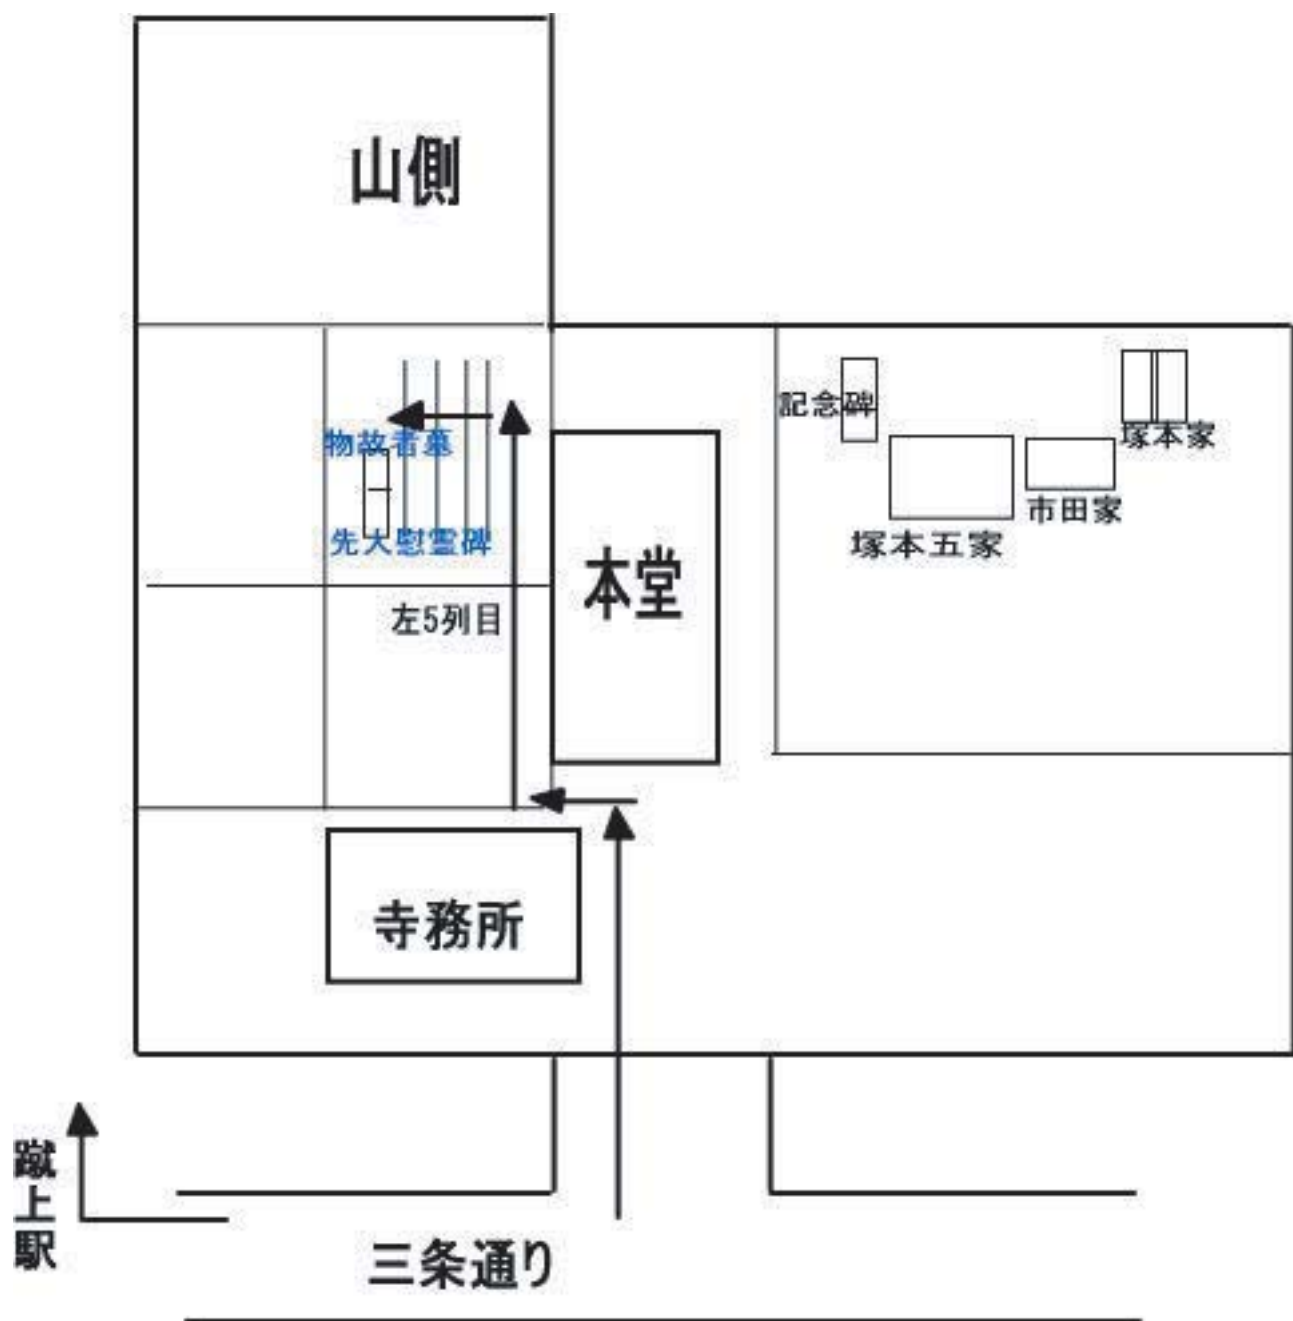 山側
記念碑
塚本家
物故者墓
市田家
先人慰霊碑
塚本五家
本堂
左5列目
寺務所
蹴上駅
三条通り